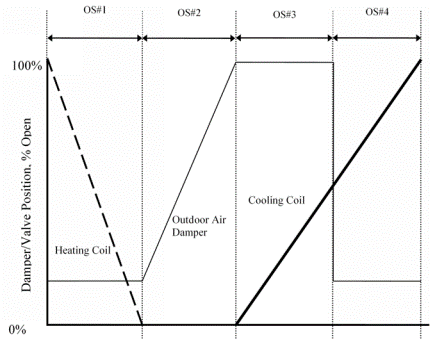 OS#1
OS#2
OS#3
OS#4
100%
Damper/Valve Position, % Open
Cooling Coil
Outdoor Air
Damper
Heating Coil
0%